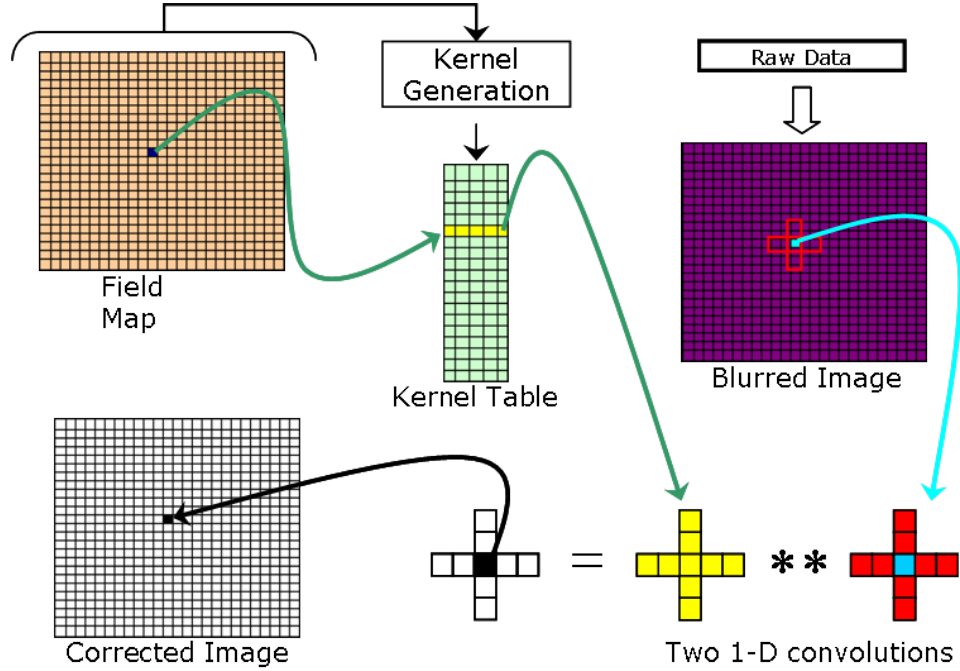 Kernel
Generation
Raw Data
Field
Map
Kernel Table
Blurred Image
= **
Corrected Image
Two 1-D convolutions